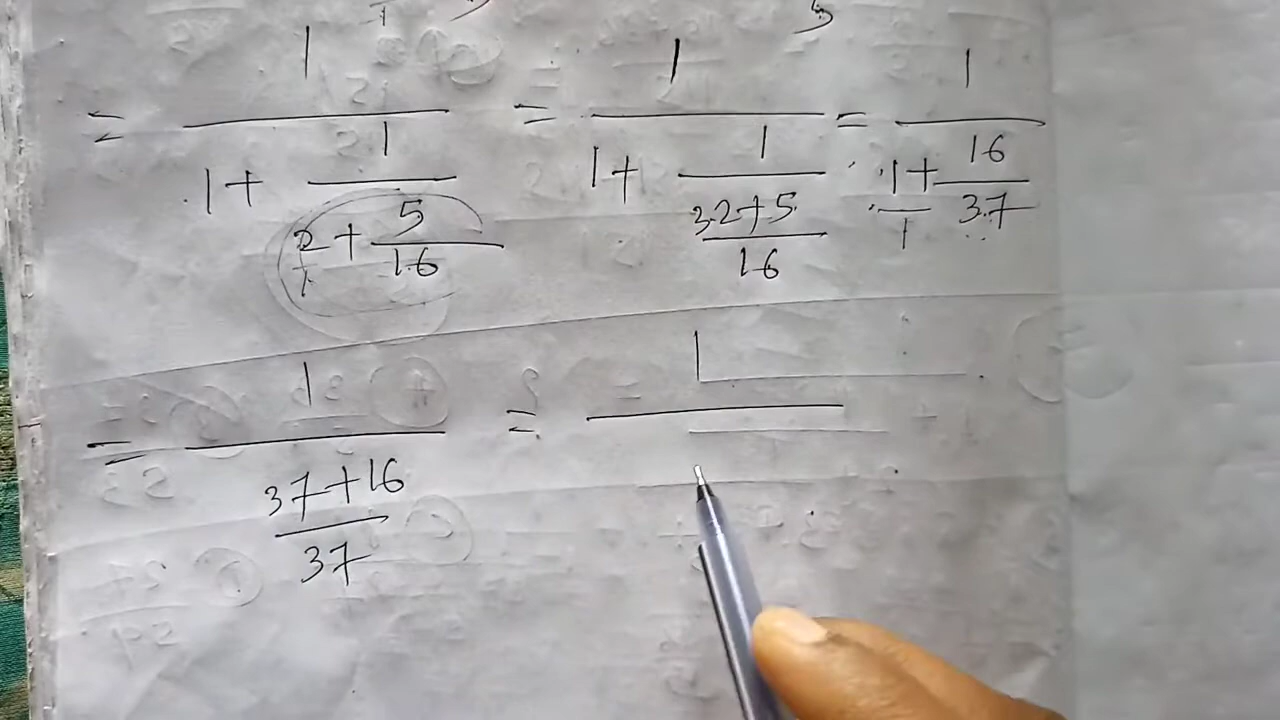 = 1 / (1 + 1 / (2/1 + 5/16)) = 1 / (1 + 1 / ((32+5)/16)) = 1 / (1/1 + 16/37)
= 1 / ((37+16)/37) = 1